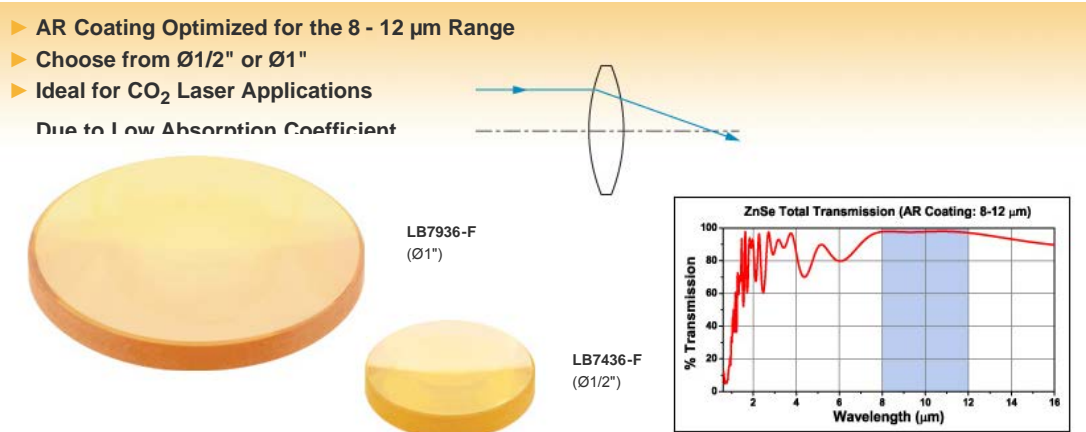 AR Coating Optimized for the 8 - 12 µm Range
Choose from Ø1/2" or Ø1"
Ideal for CO2 Laser Applications
Due to Low Absorption Coefficient
LB7936-F
(Ø1")
LB7436-F
(Ø1/2")
ZnSe Total Transmission (AR Coating: 8-12 µm)
% Transmission
100
80
60
40
20
0
2 4 6 8 10 12 14 16
Wavelength (µm)